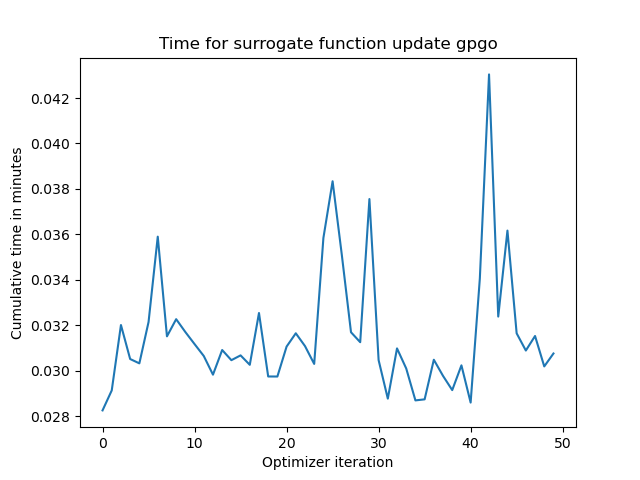 Time for surrogate function update gpgo
Cumulative time in minutes
0.042
0.040
0.038
0.036
0.034
0.032
0.030
0.028
0 10 20 30 40 50
Optimizer iteration